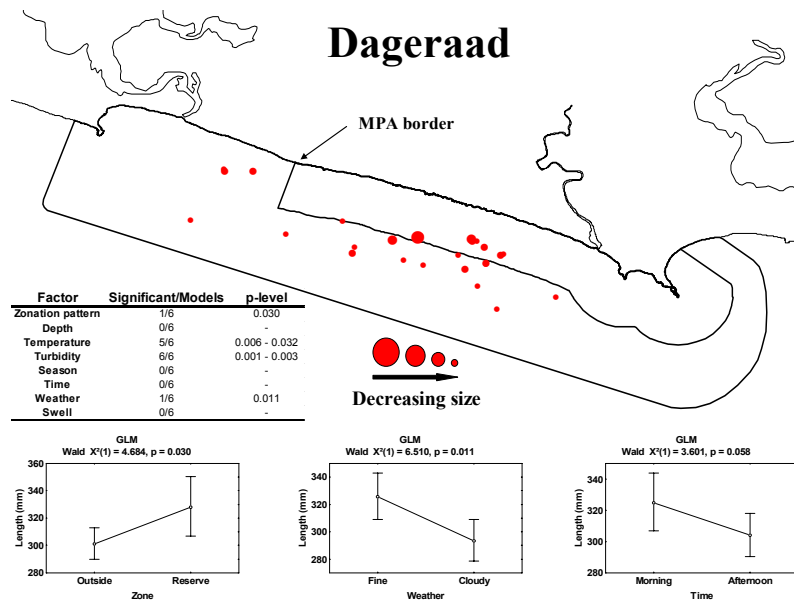 Dageraad
MPA border
Factor Significant/Models p-level
Zonation pattern 1/6 0.030
Depth 0/6 -
Temperature 5/6 0.006 - 0.032
Turbidity 6/6 0.001 - 0.003
Season 0/6 -
Time 0/6 -
Weather 1/6 0.011
Swell 0/6 -
Decreasing size
GLM
Wald X²(1) = 4.684, p = 0.030
360
340
320
300
280
Length (mm)
Outside Reserve
Zone
GLM
Wald X²(1) = 6.510, p = 0.011
340
320
300
280
Length (mm)
Fine Cloudy
Weather
GLM
Wald X²(1) = 3.601, p = 0.058
340
320
300
280
Length (mm)
Morning Afternoon
Time